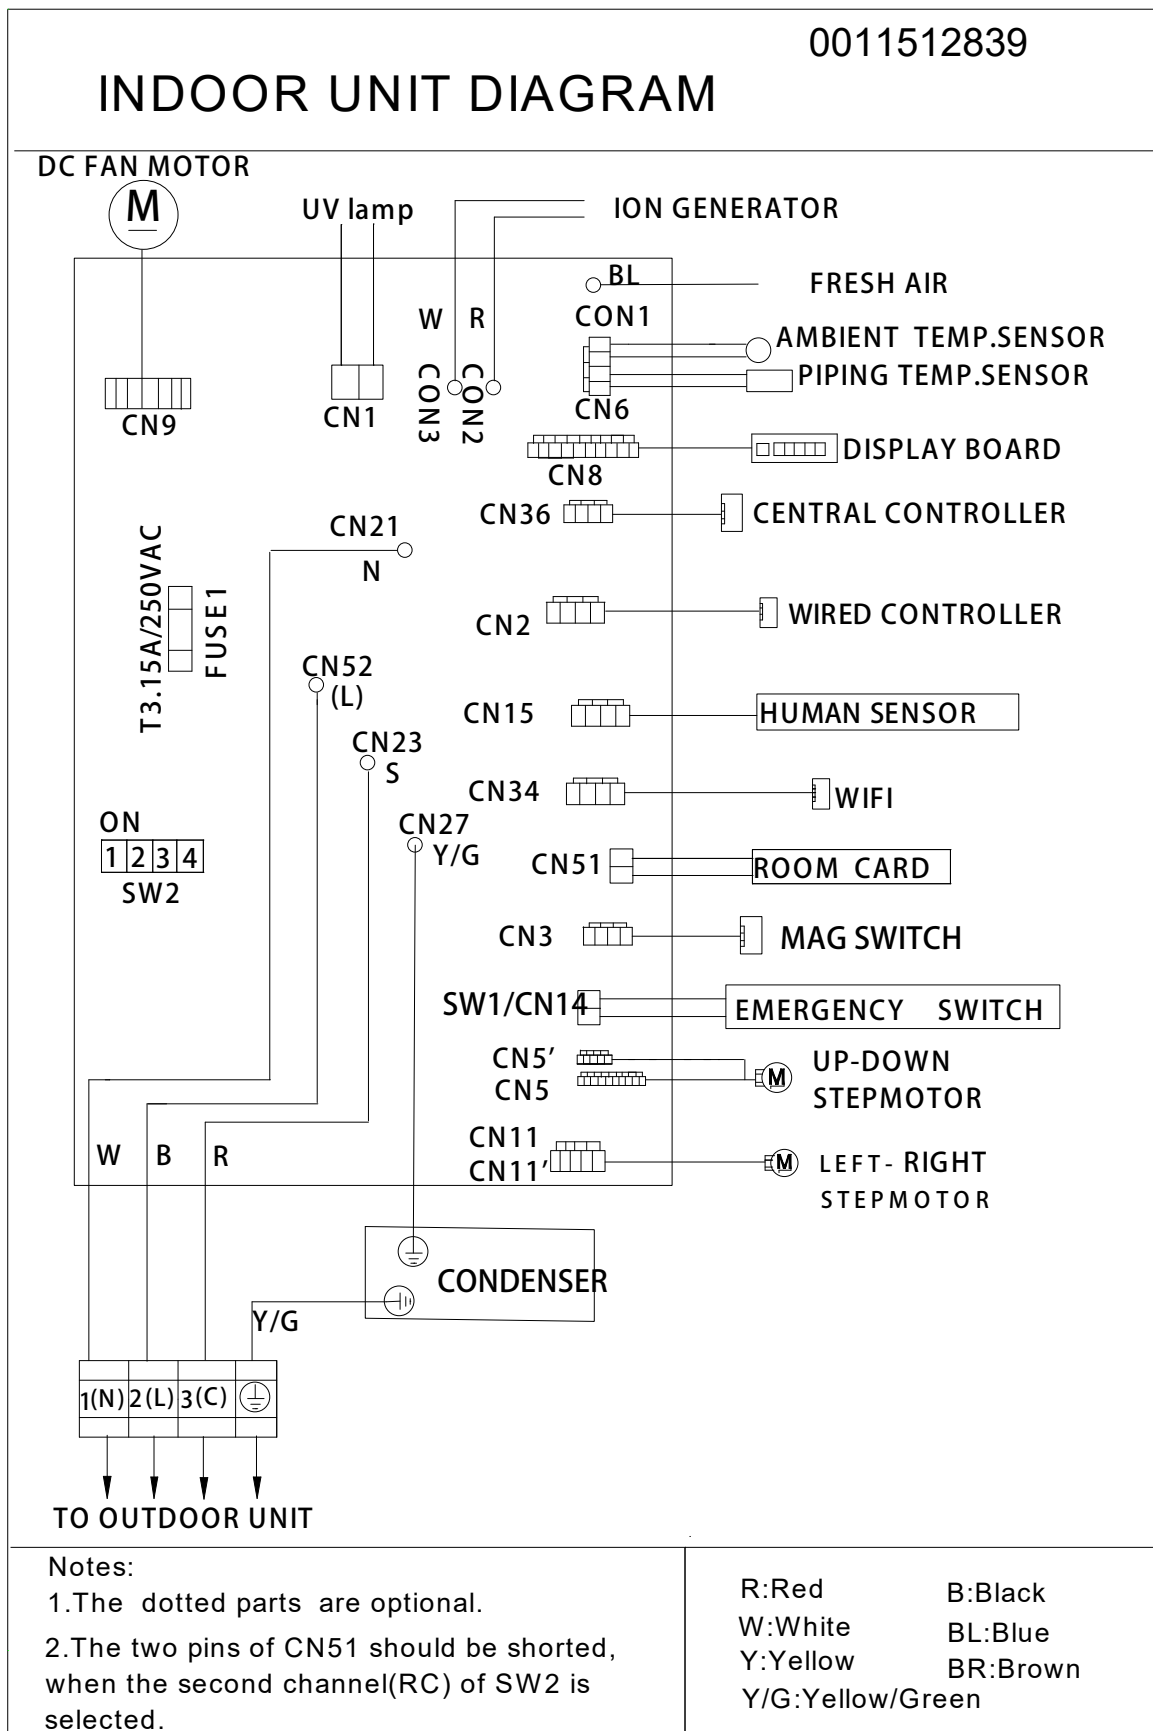 0011512839
INDOOR UNIT DIAGRAM
DC FAN MOTOR
M
UV lamp
ION GENERATOR
BL
FRESH AIR
W R
CON1
AMBIENT TEMP.SENSOR
PIPING TEMP.SENSOR
CON3
CON2
CN9
CN1
CN6
DISPLAY BOARD
CN8
CN36
CENTRAL CONTROLLER
CN21
N
T3.15A/250VAC
FUSE1
CN2
WIRED CONTROLLER
CN52
(L)
CN15
HUMAN SENSOR
CN23
S
CN34
WIFI
ON
1 2 3 4
SW2
CN27
Y/G
CN51
ROOM CARD
CN3
MAG SWITCH
SW1/CN14
EMERGENCY SWITCH
CN5′
CN5
M
UP-DOWN
STEPMOTOR
W B R
CN11
CN11′
M
LEFT- RIGHT
STEPMOTOR
CONDENSER
Y/G
1(N) 2(L) 3(C)
TO OUTDOOR UNIT
Notes:
1.The dotted parts are optional.
2.The two pins of CN51 should be shorted,
when the second channel(RC) of SW2 is
selected.
R:Red B:Black
W:White BL:Blue
Y:Yellow BR:Brown
Y/G:Yellow/Green